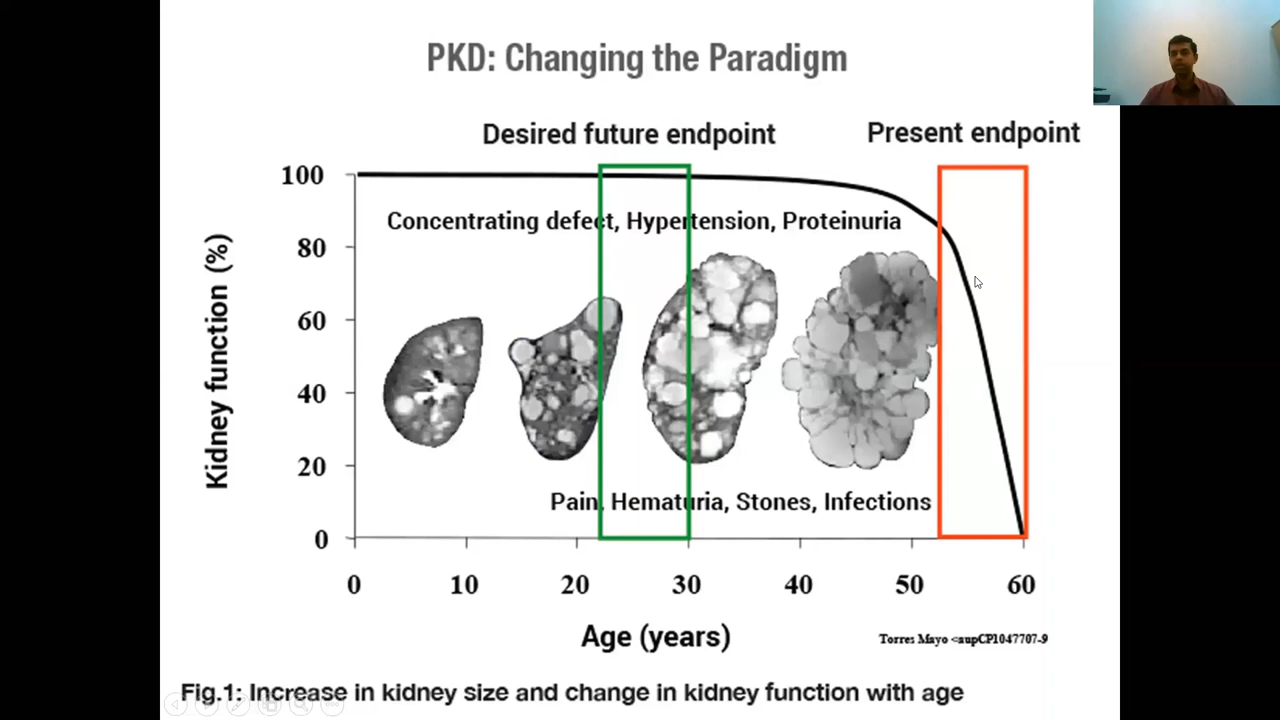 PKD: Changing the Paradigm
Desired future endpoint
Present endpoint
100
80
60
40
20
0
Kidney function (%)
Concentrating defect, Hypertension, Proteinuria
Pain, Hematuria, Stones, Infections
0 10 20 30 40 50 60
Age (years)
Torres Mayo <supCP1047707-9
Fig.1: Increase in kidney size and change in kidney function with age